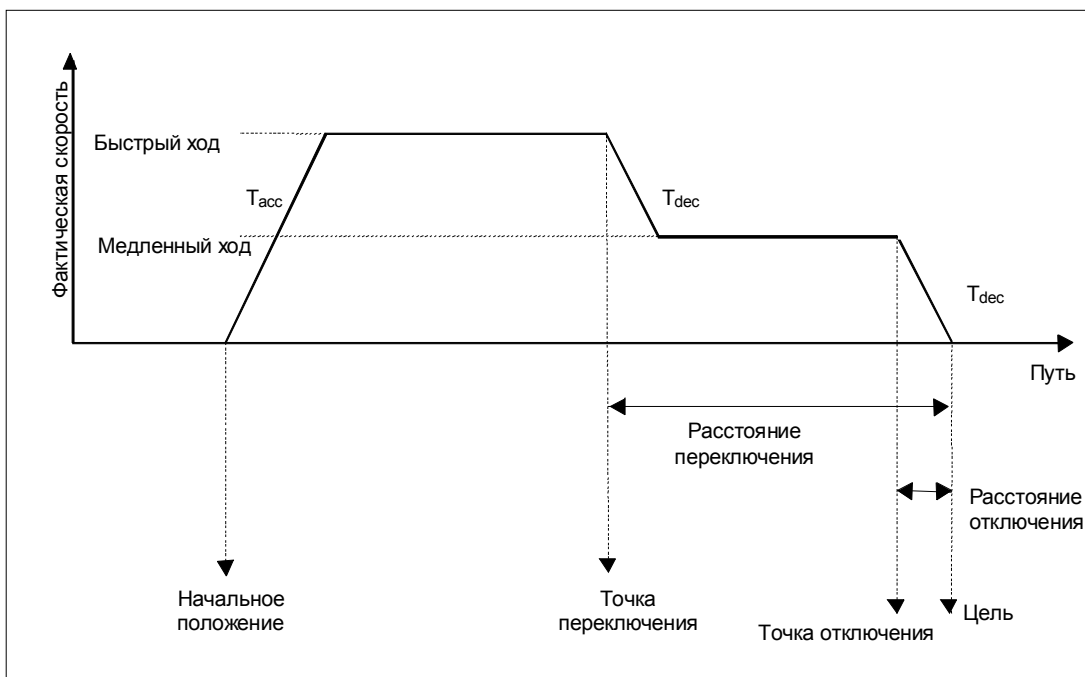 Фактическая скорость
Быстрый ход
Tacc
Tdec
Медленный ход
Tdec
Путь
Расстояние
переключения
Расстояние
отключения
Начальное
положение
Точка
переключения
Цель
Точка отключения